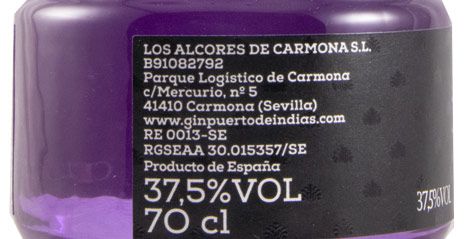 LOS ALCORES DE CARMONA S.L.
B91082792
Parque Logístico de Carmona
c/Mercurio, nº 5
41410 Carmona (Sevilla)
www.ginpuertodeindias.com
RE 0013-SE
RGSEAA 30.015357/SE
Producto de España
37,5%VOL
70 cl
37,5%VOL